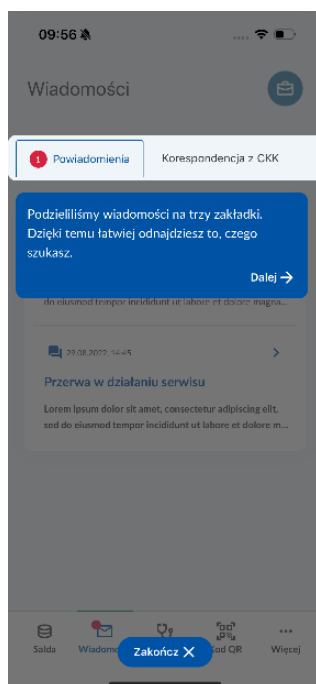 09:56
Wiadomości
1 Powiadomienia
Korespondencja z CKK
Podzieliliśmy wiadomości na trzy zakładki.
Dzięki temu łatwiej odnajdziesz to, czego
szukasz.
Dalej →
do eiusmod tempor incididunt ut labore et dolore magna...
29.08.2022, 14:45
Przerwa w działaniu serwisu
Lorem ipsum dolor sit amet, consectetur adipiscing elit,
sed do eiusmod tempor incididunt ut labore et dolore m...
Salda
Wiadomo
Zakończ ✕
Kod QR
Więcej